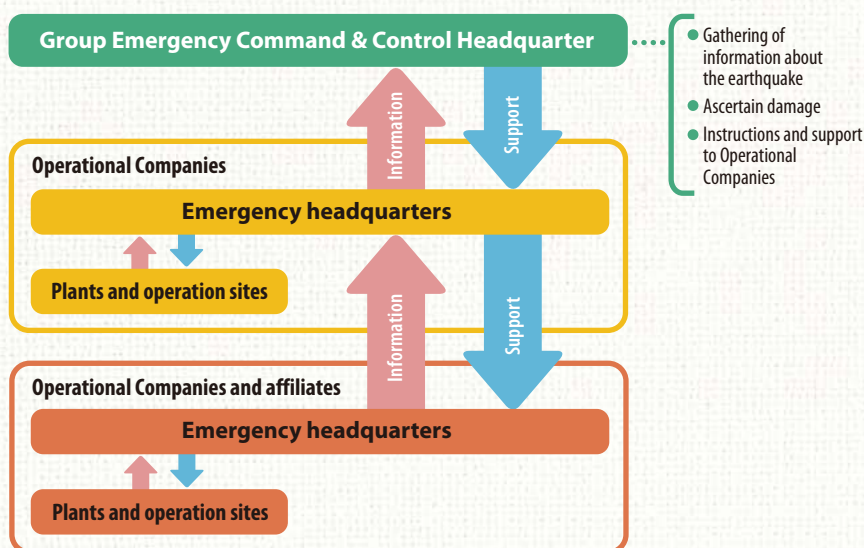 Group Emergency Command & Control Headquarter
● Gathering of
information about
the earthquake
● Ascertain damage
● Instructions and support
to Operational
Companies
Information
Support
Operational Companies
Emergency headquarters
Plants and operation sites
Information
Support
Operational Companies and affiliates
Emergency headquarters
Plants and operation sites